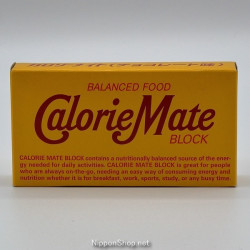 BALANCED FOOD
CalorieMate
BLOCK
CALORIE MATE BLOCK contains a nutritionally balanced source of the ener-
gy needed for daily activities. CALORIE MATE BLOCK is great for people
who are always on-the go, needing an easy way of consuming energy and
nutrition whether it is for breakfast, work, sports, study, or any busy time.
NipponShop.net